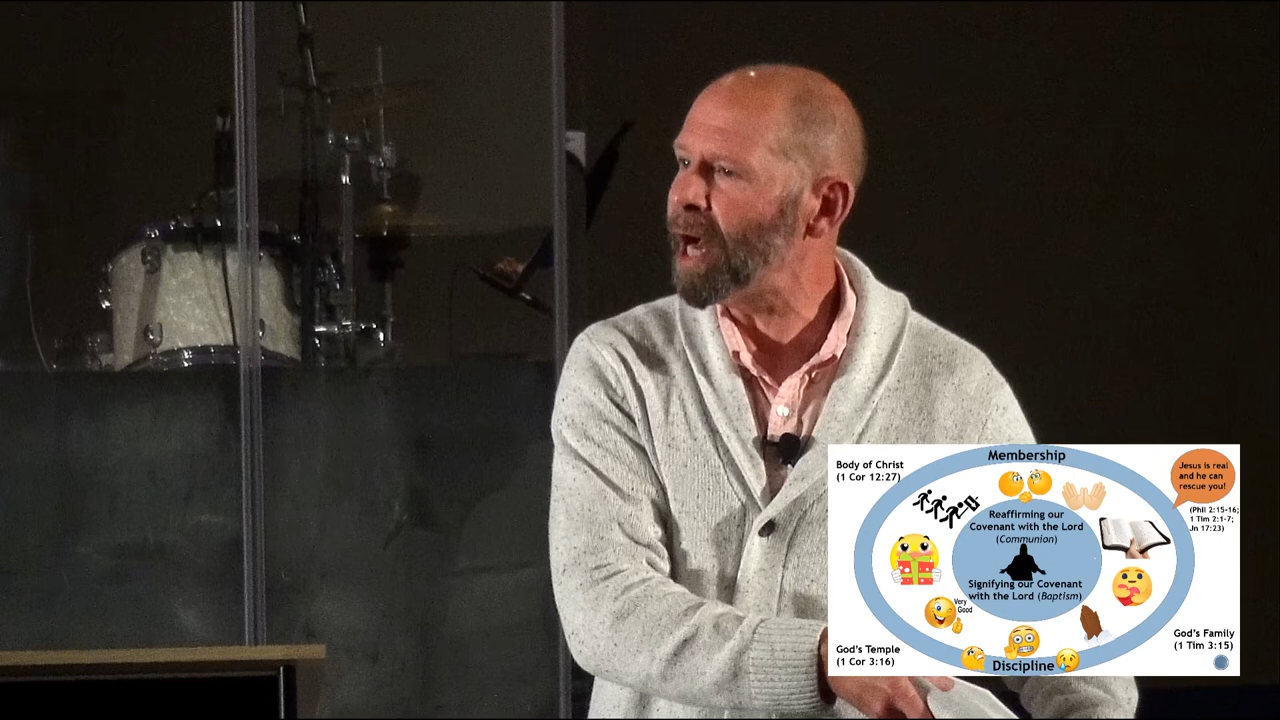 Membership
Body of Christ
(1 Cor 12:27)
Jesus is real
and he can
rescue you!
(Phil 2:15-16;
1 Tim 2:1-7;
Jn 17:23)
Reaffirming our
Covenant with the Lord
(Communion)
Signifying our Covenant
with the Lord (Baptism)
Very
Good
God's Temple
(1 Cor 3:16)
God's Family
(1 Tim 3:15)
Discipline